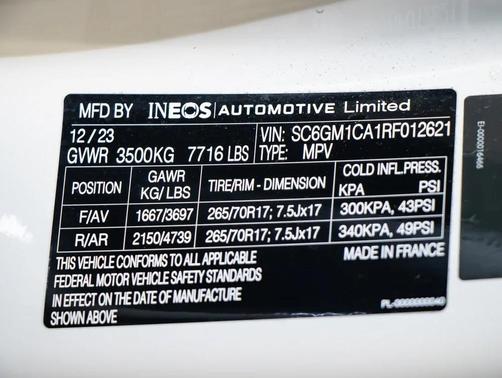 MFD BY INEOS AUTOMOTIVE Limited
12/23 VIN: SC6GM1CA1RF012621
GVWR 3500KG 7716 LBS TYPE: MPV
POSITION GAWR KG/ LBS TIRE/RIM - DIMENSION COLD INFL.PRESS. KPA PSI
F/AV 1667/3697 265/70R17; 7.5Jx17 300KPA, 43PSI
R/AR 2150/4739 265/70R17; 7.5Jx17 340KPA, 49PSI
THIS VEHICLE CONFORMS TO ALL APPLICABLE MADE IN FRANCE
FEDERAL MOTOR VEHICLE SAFETY STANDARDS
IN EFFECT ON THE DATE OF MANUFACTURE
SHOWN ABOVE
EI-0000016466